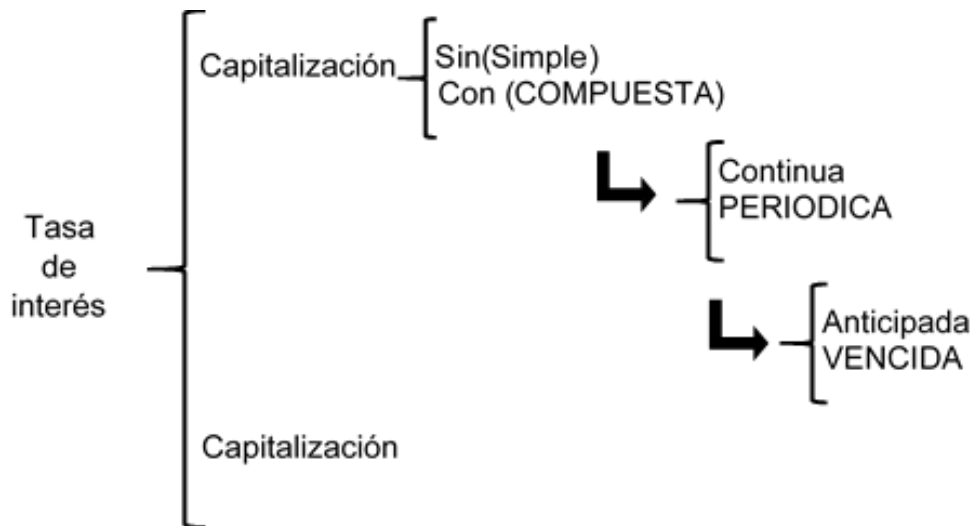 Tasa
de
interés
Capitalización
Sin(Simple)
Con (COMPUESTA)
Continua
PERIODICA
Anticipada
VENCIDA
Capitalización